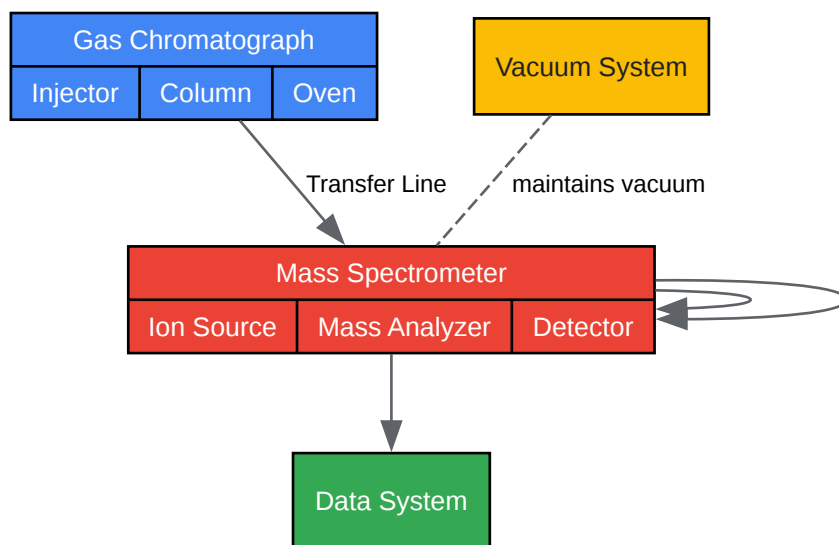 Gas Chromatograph
Injector Column Oven
Vacuum System
Transfer Line
maintains vacuum
Mass Spectrometer
Ion Source Mass Analyzer Detector
Data System